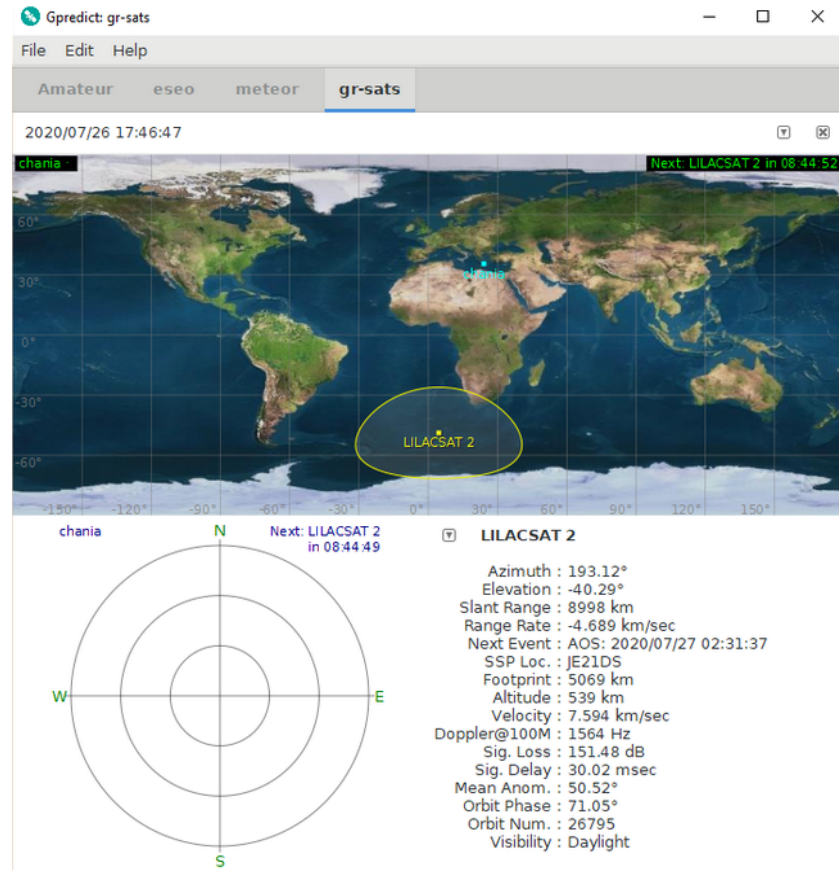 Gpredict: gr-sats
File Edit Help
Amateur eseo meteor gr-sats
2020/07/26 17:46:47
chania
Next: LILACSAT 2 in 08:44:52
60°
30°
0°
-30°
-60°
chania
LILACSAT 2
-150° -120° -90° -60° -30° 0° 30° 60° 90° 120° 150°
chania
Next: LILACSAT 2
in 08:44:49
N
W
E
S
LILACSAT 2
Azimuth : 193.12°
Elevation : -40.29°
Slant Range : 8998 km
Range Rate : -4.689 km/sec
Next Event : AOS: 2020/07/27 02:31:37
SSP Loc. : JE21DS
Footprint : 5069 km
Altitude : 539 km
Velocity : 7.594 km/sec
Doppler@100M : 1564 Hz
Sig. Loss : 151.48 dB
Sig. Delay : 30.02 msec
Mean Anom. : 50.52°
Orbit Phase : 71.05°
Orbit Num. : 26795
Visibility : Daylight